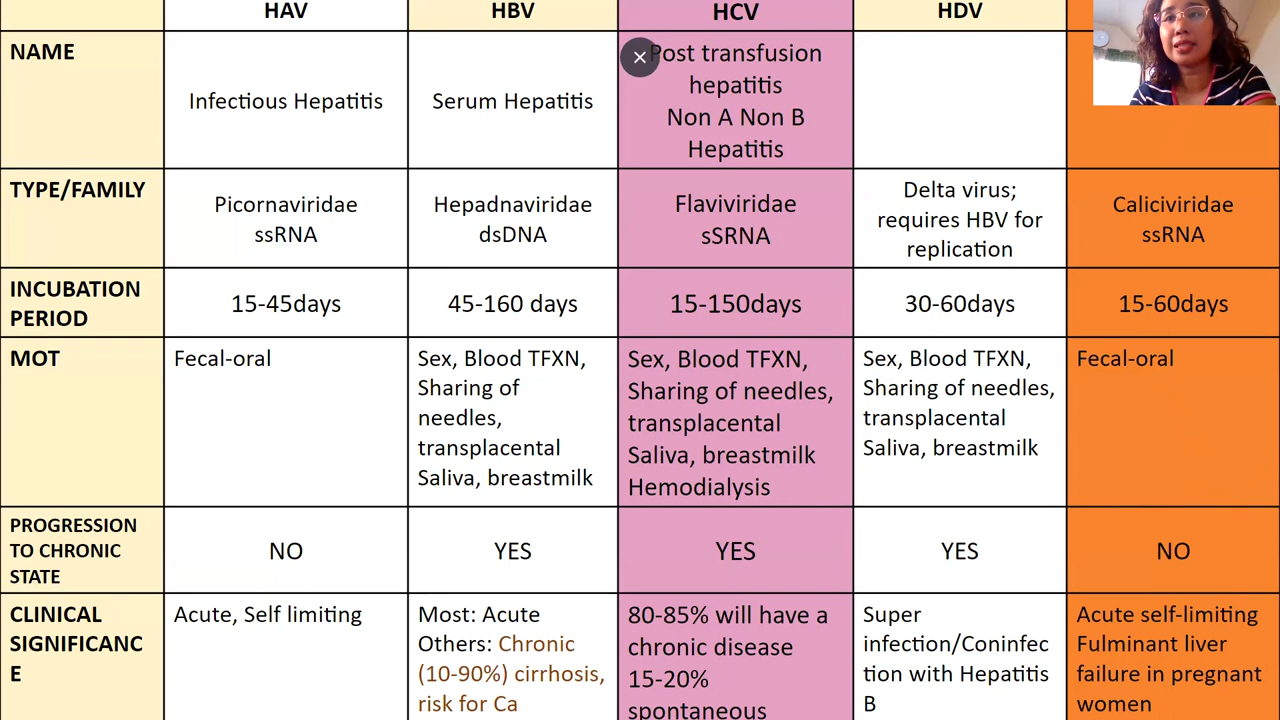 HAV HBV HCV HDV
NAME
Infectious Hepatitis
Serum Hepatitis
Post transfusion
hepatitis
Non A Non B
Hepatitis
TYPE/FAMILY
Picornaviridae
ssRNA
Hepadnaviridae
dsDNA
Flaviviridae
sSRNA
Delta virus;
requires HBV for
replication
Caliciviridae
ssRNA
INCUBATION
PERIOD
15-45days
45-160 days
15-150days
30-60days
15-60days
MOT
Fecal-oral
Sex, Blood TFXN,
Sharing of
needles,
transplacental
Saliva, breastmilk
Sex, Blood TFXN,
Sharing of needles,
transplacental
Saliva, breastmilk
Hemodialysis
Sex, Blood TFXN,
Sharing of needles,
transplacental
Saliva, breastmilk
Fecal-oral
PROGRESSION
TO CHRONIC
STATE
NO
YES
YES
YES
NO
CLINICAL
SIGNIFICANC
E
Acute, Self limiting
Most: Acute
Others: Chronic
(10-90%) cirrhosis,
risk for Ca
80-85% will have a
chronic disease
15-20%
spontaneous
Super
infection/Coninfec
tion with Hepatitis
B
Acute self-limiting
Fulminant liver
failure in pregnant
women